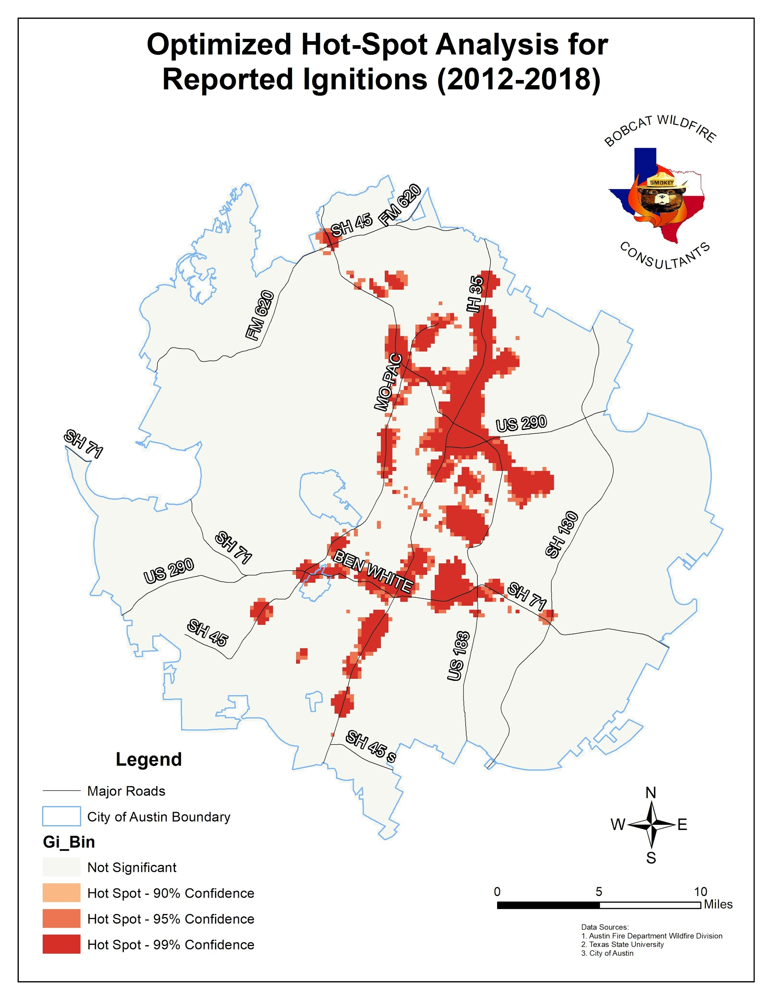 Optimized Hot-Spot Analysis for
Reported Ignitions (2012-2018)
BOBCAT WILDFIRE
SMOKEY
CONSULTANTS
FM 620
SH 45
IH 35
FM 620
MO-PAC
US 290
SH 71
SH 130
SH 71
BEN WHITE
US 290
SH 71
SH 45
US 183
SH 45 s
Legend
Major Roads
City of Austin Boundary
Gi_Bin
Not Significant
Hot Spot - 90% Confidence
Hot Spot - 95% Confidence
Hot Spot - 99% Confidence
N
W
E
S
0 5 10
Miles
Data Sources:
1. Austin Fire Department Wildfire Division
2. Texas State University
3. City of Austin